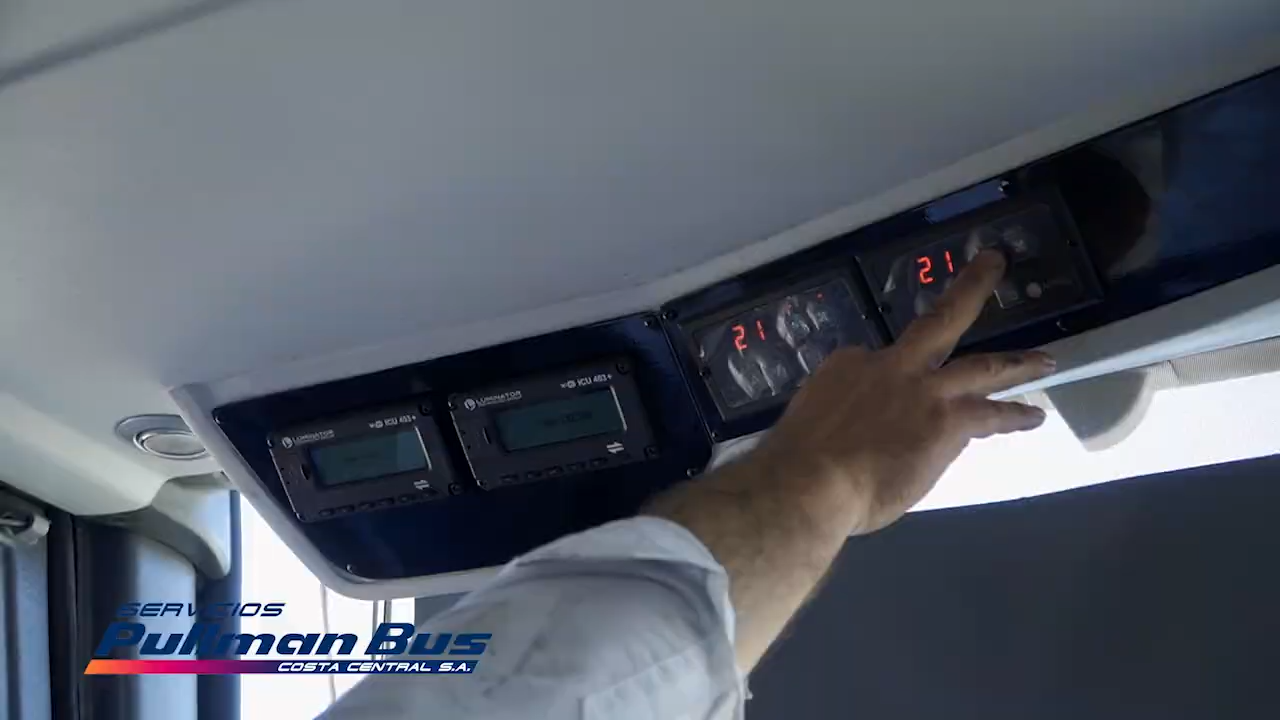 21
21
LUMINATOR
ICU 403+
LUMINATOR
ICU 403+
SERVICIOS
Pullman Bus
COSTA CENTRAL S.A.